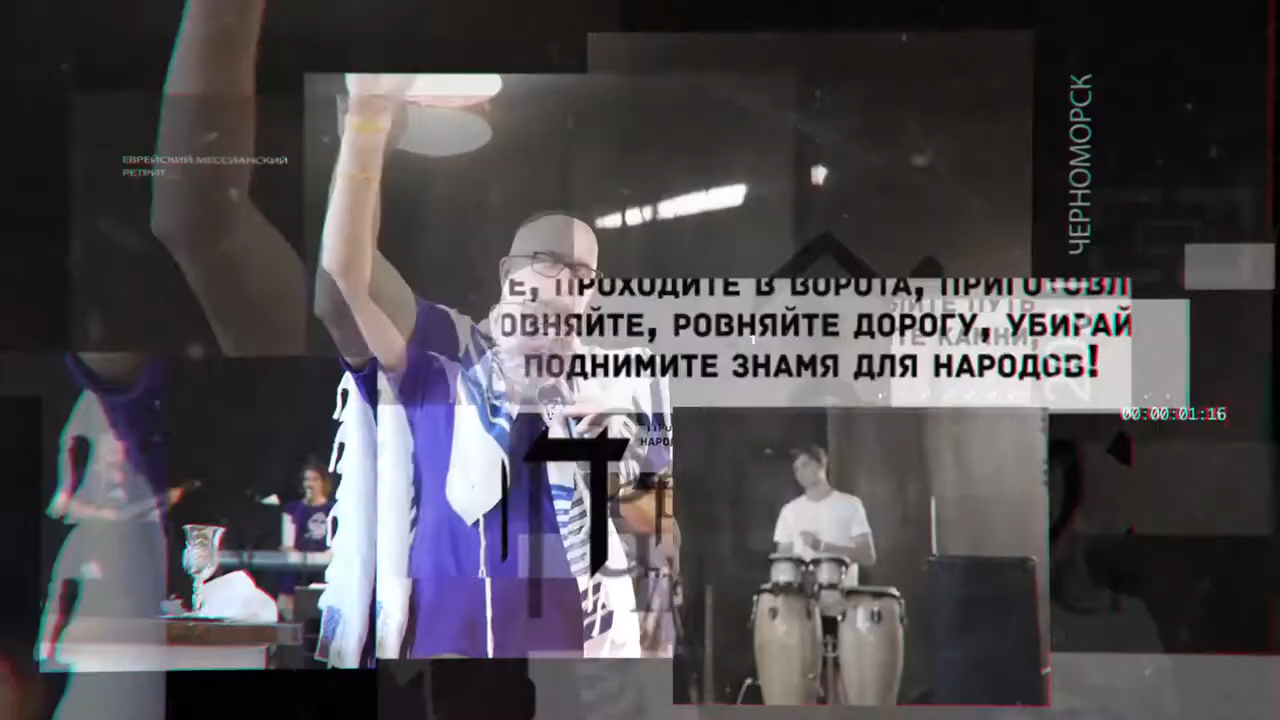 ЕВРЕЙСКИЙ МЕССИАНСКИЙ
РЕТРИТ
ЧЕРНОМОРСК
Е, ПРОХОДИТЕ В ВОРОТА, ПРИГОТОВЛ
ОВНЯЙТЕ, РОВНЯЙТЕ ДОРОГУ, УБИРАЙ
ПОДНИМИТЕ ЗНАМЯ ДЛЯ НАРОДОВ!
00:00:01:16